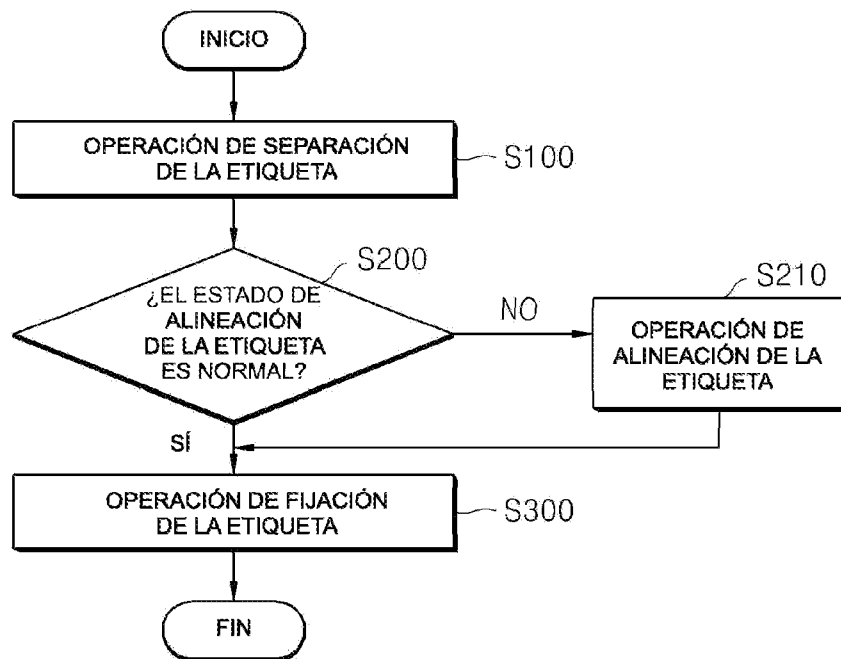 INICIO
OPERACIÓN DE SEPARACIÓN
DE LA ETIQUETA
S100
S200
¿EL ESTADO DE
ALINEACIÓN
DE LA ETIQUETA
ES NORMAL?
NO
S210
OPERACIÓN DE
ALINEACIÓN DE LA
ETIQUETA
SÍ
OPERACIÓN DE FIJACIÓN
DE LA ETIQUETA
S300
FIN